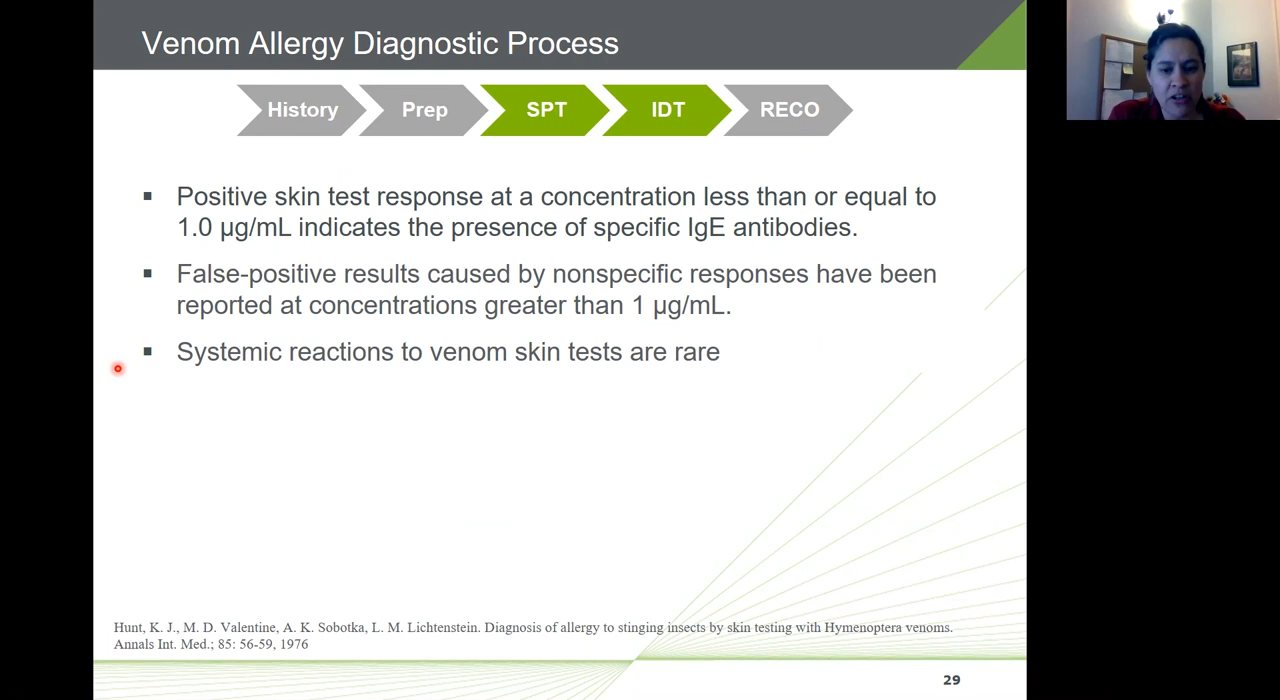 Venom Allergy Diagnostic Process
History Prep SPT IDT RECO
▪ Positive skin test response at a concentration less than or equal to
1.0 µg/mL indicates the presence of specific IgE antibodies.
▪ False-positive results caused by nonspecific responses have been
reported at concentrations greater than 1 µg/mL.
▪ Systemic reactions to venom skin tests are rare
Hunt, K. J., M. D. Valentine, A. K. Sobotka, L. M. Lichtenstein. Diagnosis of allergy to stinging insects by skin testing with Hymenoptera venoms.
Annals Int. Med.; 85: 56-59, 1976
29